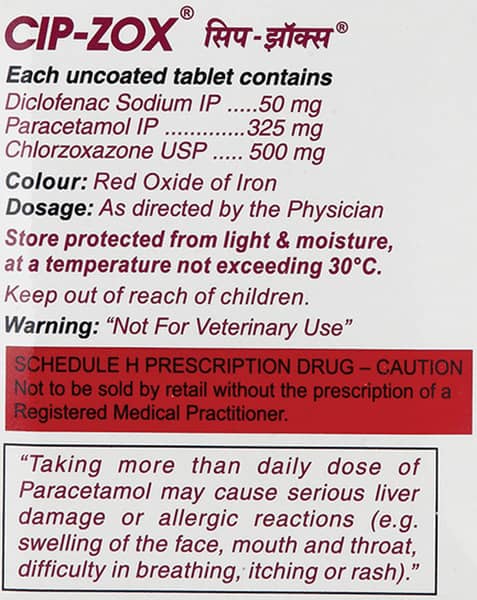 CIP-ZOX® सिप-झॉक्स®
Each uncoated tablet contains
Diclofenac Sodium IP .....50 mg
Paracetamol IP .............325 mg
Chlorzoxazone USP ..... 500 mg
Colour: Red Oxide of Iron
Dosage: As directed by the Physician
Store protected from light & moisture,
at a temperature not exceeding 30°C.
Keep out of reach of children.
Warning: “Not For Veterinary Use”
SCHEDULE H PRESCRIPTION DRUG – CAUTION
Not to be sold by retail without the prescription of a
Registered Medical Practitioner.
“Taking more than daily dose of
Paracetamol may cause serious liver
damage or allergic reactions (e.g.
swelling of the face, mouth and throat,
difficulty in breathing, itching or rash).”